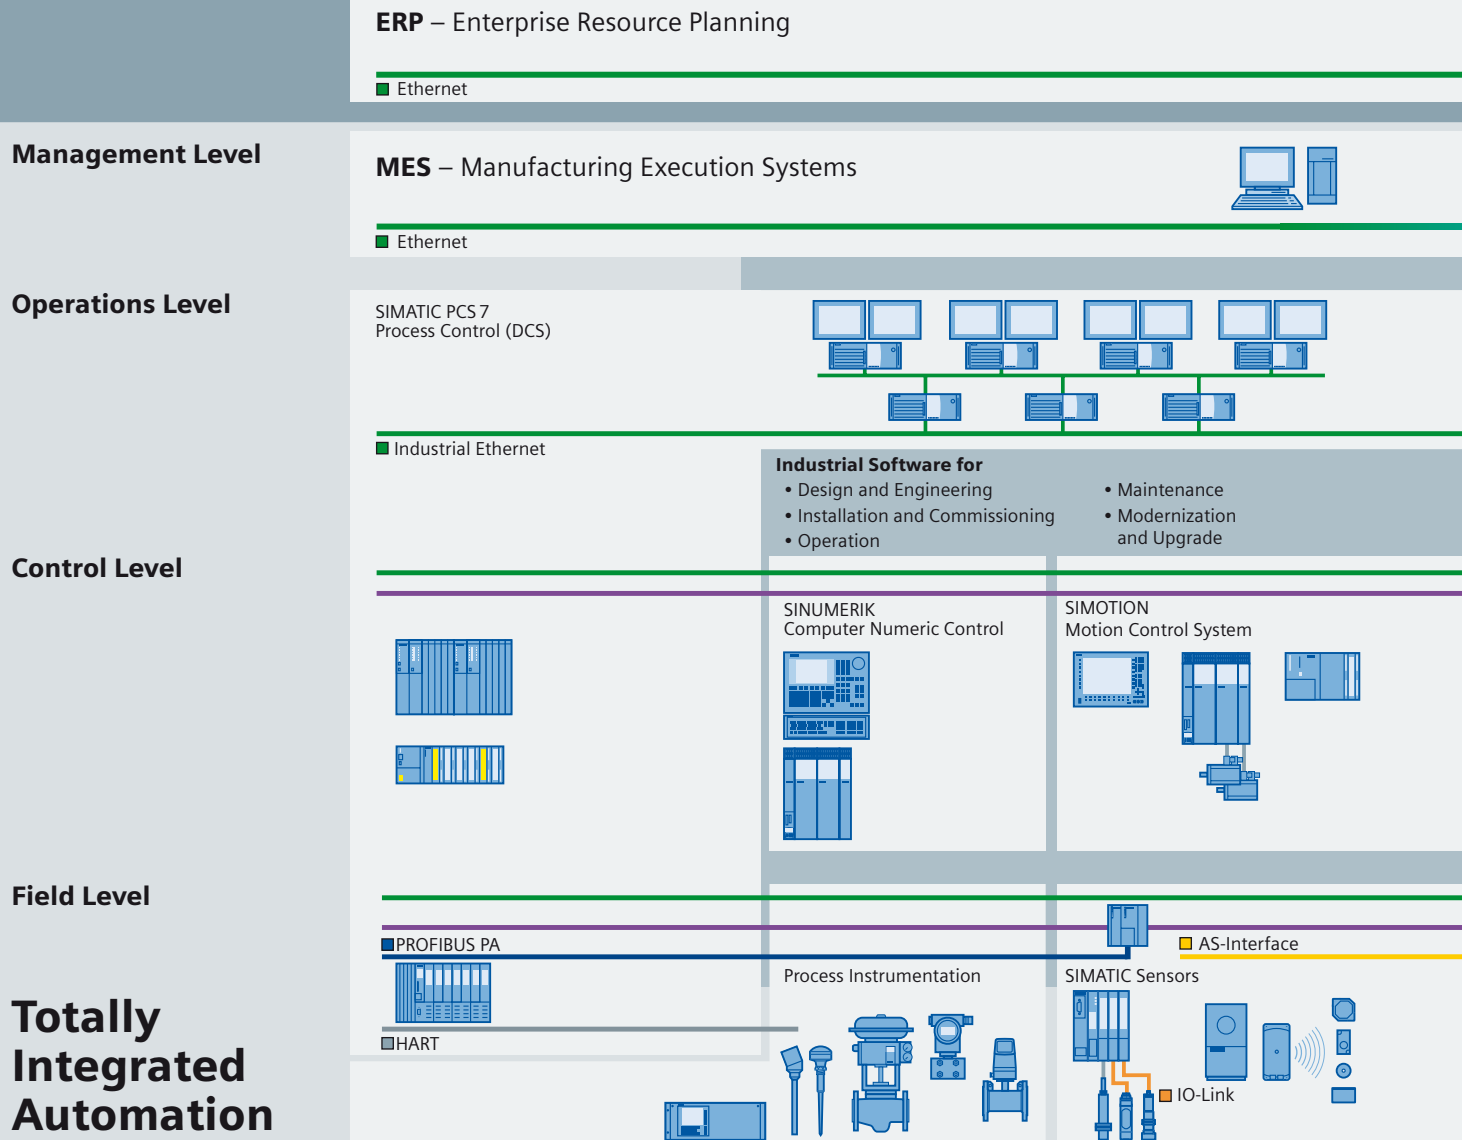 ERP – Enterprise Resource Planning
Ethernet
Management Level
MES – Manufacturing Execution Systems
Ethernet
Operations Level
SIMATIC PCS 7
Process Control (DCS)
Industrial Ethernet
Industrial Software for
• Design and Engineering
• Installation and Commissioning
• Operation
• Maintenance
• Modernization
and Upgrade
Control Level
SINUMERIK
Computer Numeric Control
SIMOTION
Motion Control System
Field Level
PROFIBUS PA
AS-Interface
Process Instrumentation
SIMATIC Sensors
HART
IO-Link
Totally
Integrated
Automation